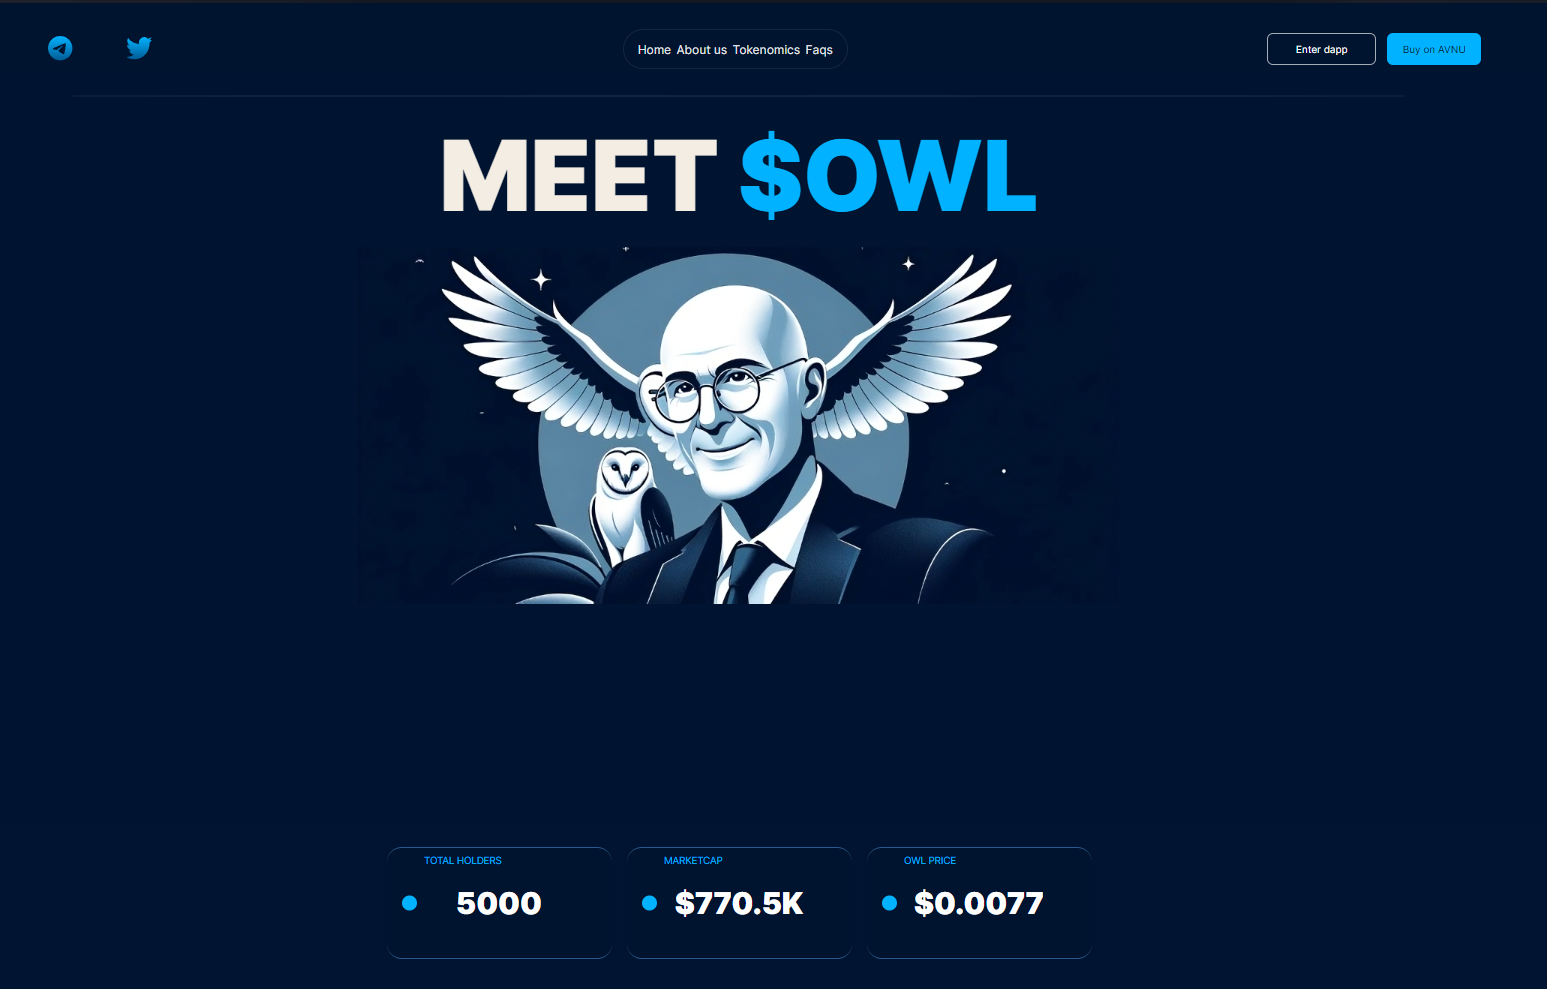 Home About us Tokenomics Faqs
Enter dapp
Buy on AVNU
MEET $OWL
TOTAL HOLDERS
5000
MARKETCAP
$770.5K
OWL PRICE
$0.0077